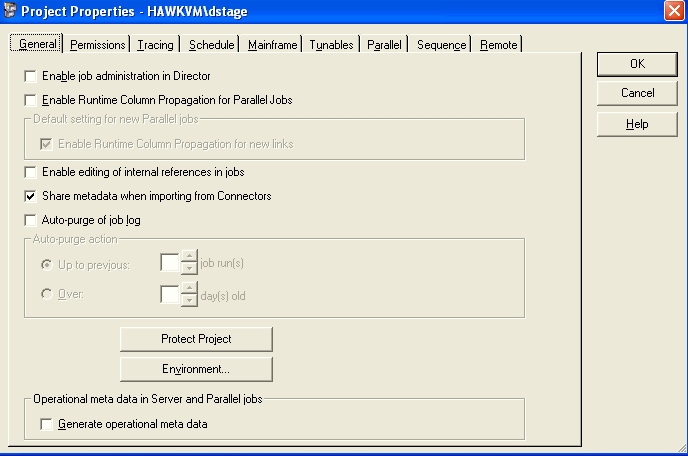 Project Properties - HAWKVM\dstage
General Permissions Tracing Schedule Mainframe Tunables Parallel Sequence Remote
OK
Cancel
Help
Enable job administration in Director
Enable Runtime Column Propagation for Parallel Jobs
Default setting for new Parallel jobs
Enable Runtime Column Propagation for new links
Enable editing of internal references in jobs
Share metadata when importing from Connectors
Auto-purge of job log
Auto-purge action
Up to previous: job run(s)
Over: day(s) old
Protect Project
Environment...
Operational meta data in Server and Parallel jobs
Generate operational meta data